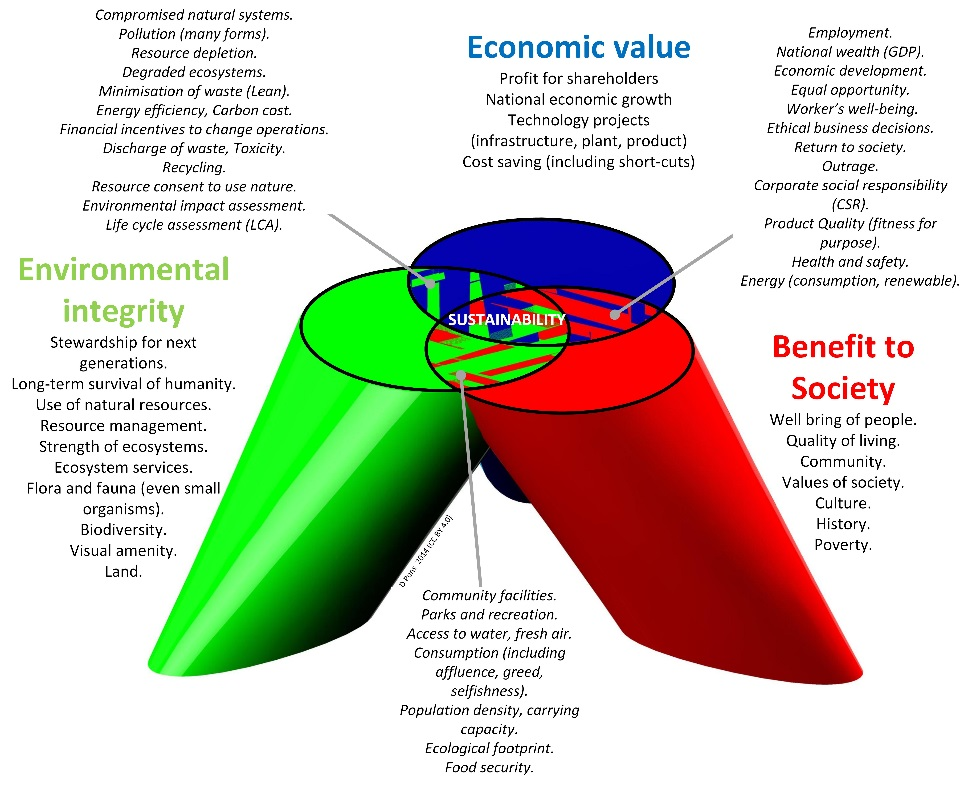 Compromised natural systems.
Pollution (many forms).
Resource depletion.
Degraded ecosystems.
Minimisation of waste (Lean).
Energy efficiency, Carbon cost.
Financial incentives to change operations.
Discharge of waste, Toxicity.
Recycling.
Resource consent to use nature.
Environmental impact assessment.
Life cycle assessment (LCA).
Economic value
Profit for shareholders
National economic growth
Technology projects
(infrastructure, plant, product)
Cost saving (including short-cuts)
Employment.
National wealth (GDP).
Economic development.
Equal opportunity.
Worker's well-being.
Ethical business decisions.
Return to society.
Outrage.
Corporate social responsibility
(CSR).
Product Quality (fitness for
purpose).
Health and safety.
Energy (consumption, renewable).
Environmental
integrity
Stewardship for next
generations.
Long-term survival of humanity.
Use of natural resources.
Resource management.
Strength of ecosystems.
Ecosystem services.
Flora and fauna (even small
organisms).
Biodiversity.
Visual amenity.
Land.
SUSTAINABILITY
Benefit to
Society
Well bring of people.
Quality of living.
Community.
Values of society.
Culture.
History.
Poverty.
D Pons 2014 (CC BY 4.0)
Community facilities.
Parks and recreation.
Access to water, fresh air.
Consumption (including
affluence, greed,
selfishness).
Population density, carrying
capacity.
Ecological footprint.
Food security.